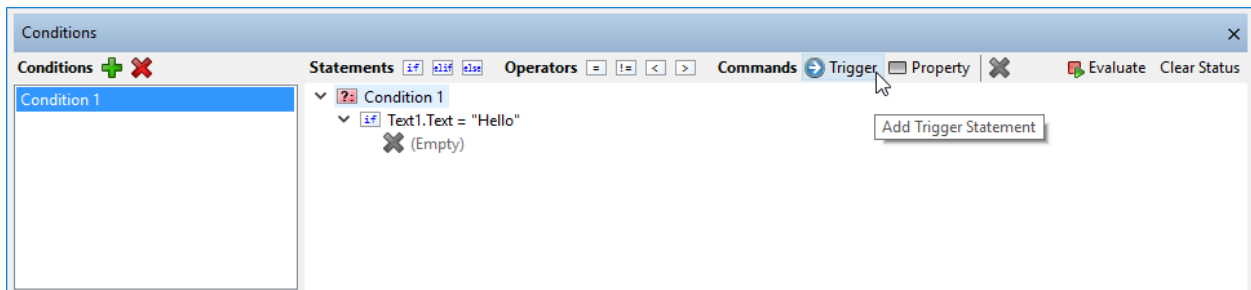 Conditions
Conditions Statements if elif else Operators = != < > Commands Trigger Property Evaluate Clear Status
Condition 1
?: Condition 1
if Text1.Text = "Hello"
Add Trigger Statement
(Empty)